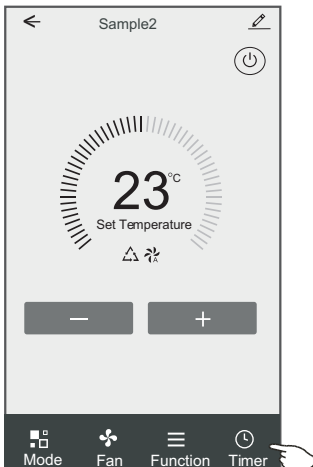 Sample2
23°C
Set Temperature
A
− +
Mode Fan Function Timer